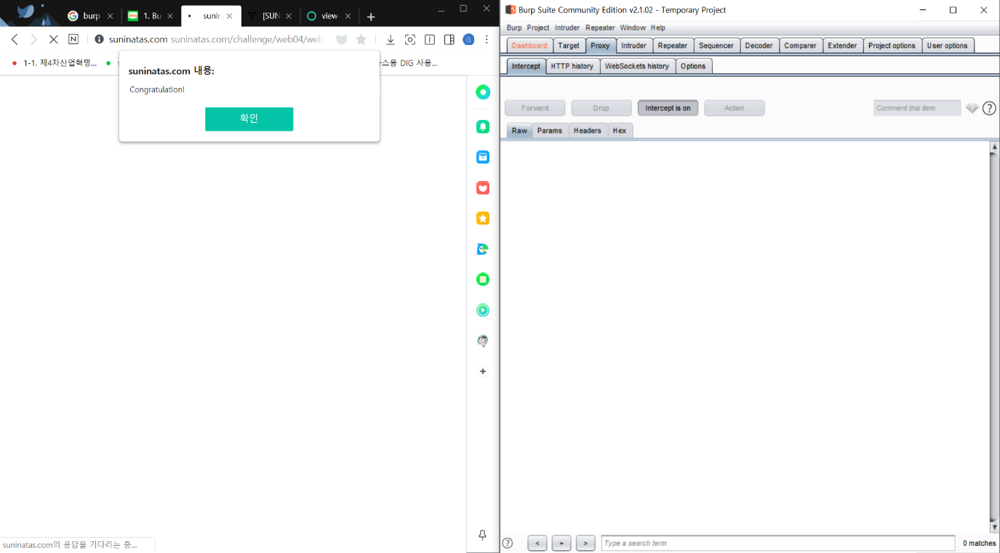 burp
1. Bu
sunin
[SUN
view-
N
suninatas.com suninatas.com/challenge/web04/web
G
1-1. 제4차산업혁명...
스용 DIG 사용...
suninatas.com 내용:
Congratulation!
확인
suninatas.com의 응답을 기다리는 중...
Burp Suite Community Edition v2.1.02 - Temporary Project
Burp Project Intruder Repeater Window Help
Dashboard Target Proxy Intruder Repeater Sequencer Decoder Comparer Extender Project options User options
Intercept HTTP history WebSockets history Options
Forward Drop Intercept is on Action Comment this item ?
Raw Params Headers Hex
? < + > Type a search term 0 matches